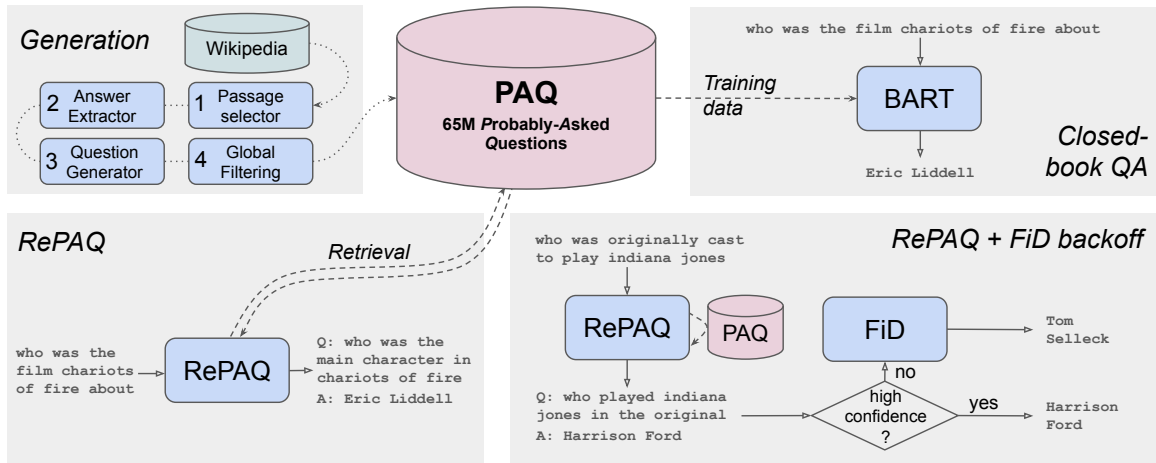 Generation
Wikipedia
2 Answer
Extractor
1 Passage
selector
3 Question
Generator
4 Global
Filtering
PAQ
65M Probably-Asked
Questions
Training
data
who was the film chariots of fire about
BART
Eric Liddell
Closed-
book QA
RePAQ
Retrieval
who was the
film chariots
of fire about
RePAQ
Q: who was the
main character in
chariots of fire
A: Eric Liddell
RePAQ + FiD backoff
who was originally cast
to play indiana jones
RePAQ
PAQ
Q: who played indiana
jones in the original
A: Harrison Ford
high
confidence
?
no
yes
FiD
Tom
Selleck
Harrison
Ford